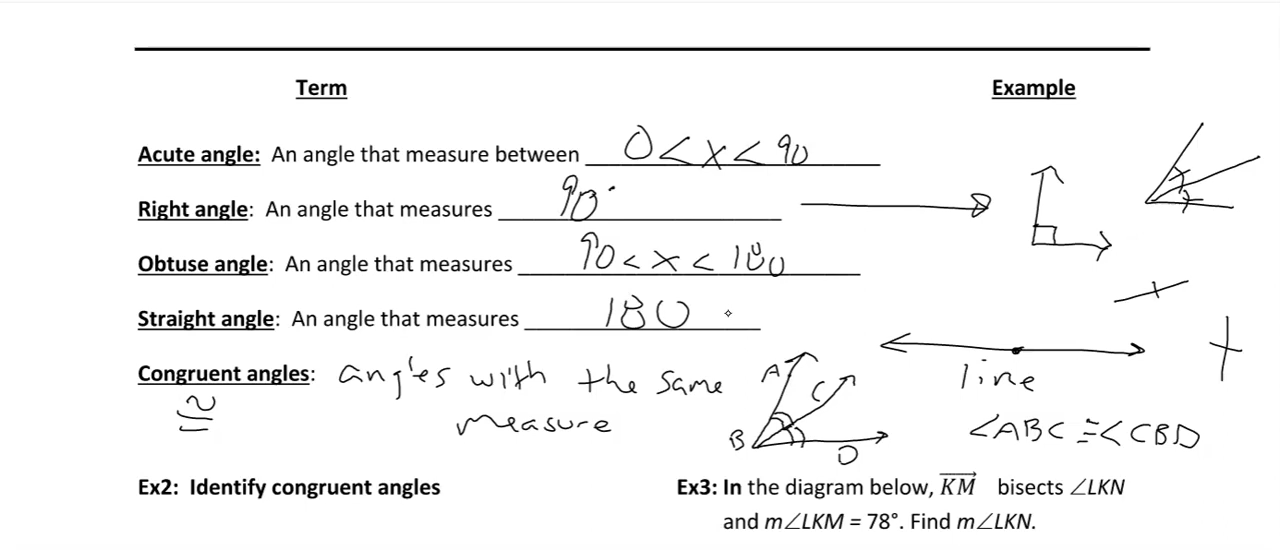 Term Example
Acute angle: An angle that measure between 0 < x < 90
Right angle: An angle that measures 90°
Obtuse angle: An angle that measures 90 < x < 180
Straight angle: An angle that measures 180
line
Congruent angles: angles with the same
≅ measure
A C
B D
∠ABC ≅ ∠CBD
Ex2: Identify congruent angles
Ex3: In the diagram below, \overrightarrow{KM} bisects ∠LKN
and m∠LKM = 78°. Find m∠LKN.